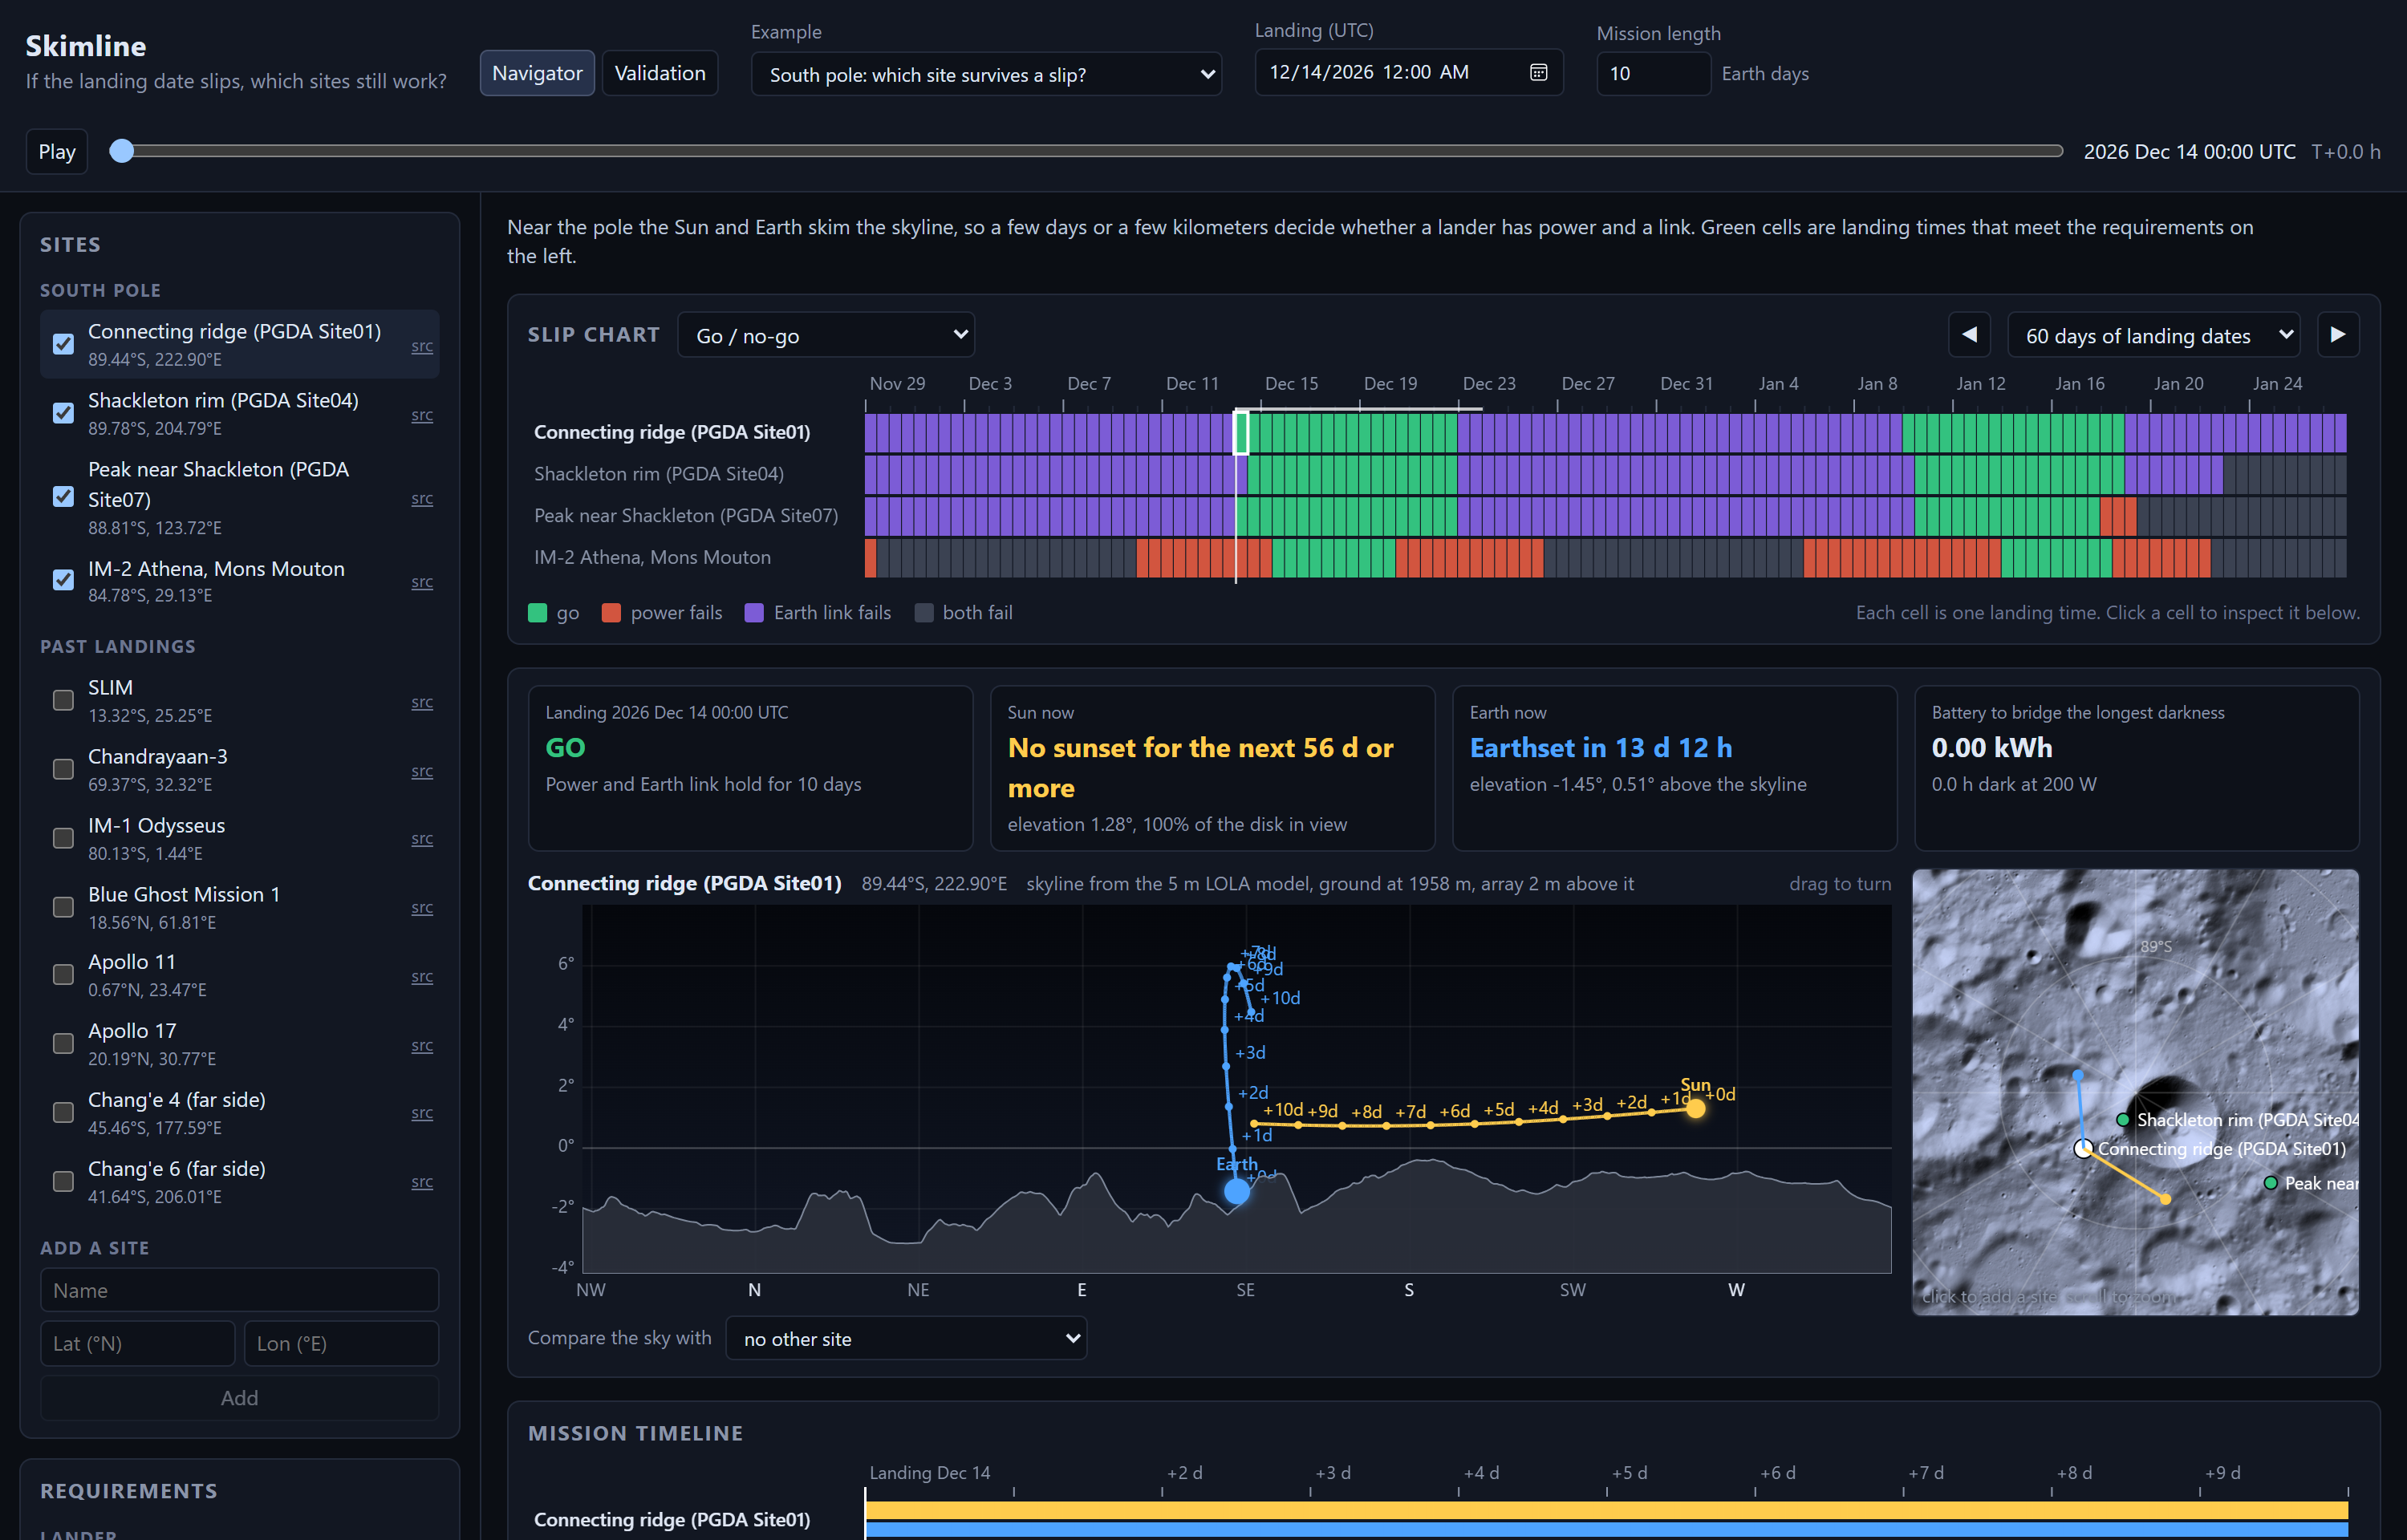 Skimline
If the landing date slips, which sites still work?
Navigator
Validation
Example
South pole: which site survives a slip?
Landing (UTC)
12/14/2026 12:00 AM
Mission length
10
Earth days
Play
2026 Dec 14 00:00 UTC
T+0.0 h
SITES
SOUTH POLE
Connecting ridge (PGDA Site01)
89.44°S, 222.90°E
src
Shackleton rim (PGDA Site04)
89.78°S, 204.79°E
src
Peak near Shackleton (PGDA
Site07)
88.81°S, 123.72°E
src
IM-2 Athena, Mons Mouton
84.78°S, 29.13°E
src
PAST LANDINGS
SLIM
13.32°S, 25.25°E
src
Chandrayaan-3
69.37°S, 32.32°E
src
IM-1 Odysseus
80.13°S, 1.44°E
src
Blue Ghost Mission 1
18.56°N, 61.81°E
src
Apollo 11
0.67°N, 23.47°E
src
Apollo 17
20.19°N, 30.77°E
src
Chang'e 4 (far side)
45.46°S, 177.59°E
src
Chang'e 6 (far side)
41.64°S, 206.01°E
src
ADD A SITE
Name
Lat (°N)
Lon (°E)
Add
REQUIREMENTS
LANDER
Near the pole the Sun and Earth skim the skyline, so a few days or a few kilometers decide whether a lander has power and a link. Green cells are landing times that meet the requirements on
the left.
SLIP CHART
Go / no-go
◀
60 days of landing dates
▶
Nov 29 Dec 3 Dec 7 Dec 11 Dec 15 Dec 19 Dec 23 Dec 27 Dec 31 Jan 4 Jan 8 Jan 12 Jan 16 Jan 20 Jan 24
Connecting ridge (PGDA Site01)
Shackleton rim (PGDA Site04)
Peak near Shackleton (PGDA Site07)
IM-2 Athena, Mons Mouton
go power fails Earth link fails both fail
Each cell is one landing time. Click a cell to inspect it below.
Landing 2026 Dec 14 00:00 UTC
GO
Power and Earth link hold for 10 days
Sun now
No sunset for the next 56 d or
more
elevation 1.28°, 100% of the disk in view
Earth now
Earthset in 13 d 12 h
elevation -1.45°, 0.51° above the skyline
Battery to bridge the longest darkness
0.00 kWh
0.0 h dark at 200 W
Connecting ridge (PGDA Site01) 89.44°S, 222.90°E skyline from the 5 m LOLA model, ground at 1958 m, array 2 m above it
drag to turn
6°
4°
2°
0°
-2°
-4°
+7d
+8d
+6d
+9d
+5d
+10d
+4d
+3d
+2d
+1d
Earth
+0d
Sun
+10d +9d +8d +7d +6d +5d +4d +3d +2d +1d +0d
NW N NE E SE S SW W
89°S
Shackleton rim (PGDA Site04
Connecting ridge (PGDA Site01)
Peak near
click to add a site, scroll to zoom
Compare the sky with
no other site
MISSION TIMELINE
Landing Dec 14 +2 d +3 d +4 d +5 d +6 d +7 d +8 d +9 d
Connecting ridge (PGDA Site01)